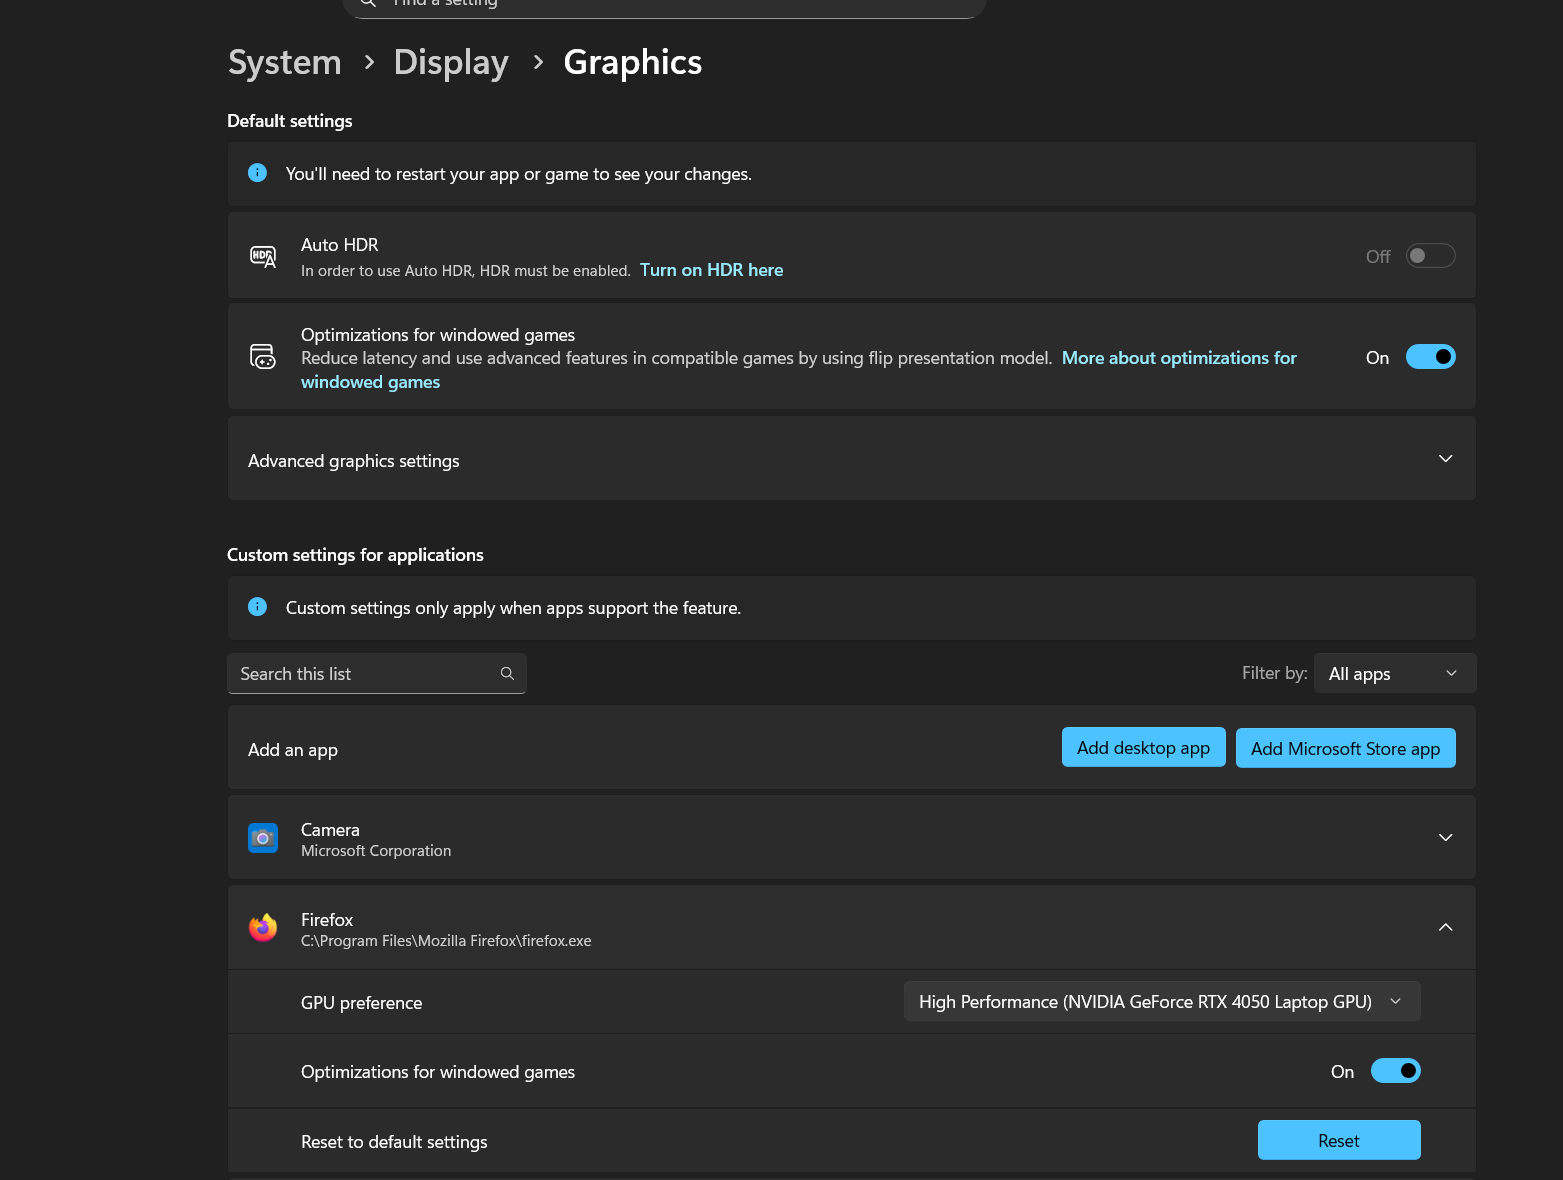 Find a setting
System > Display > Graphics
Default settings
You'll need to restart your app or game to see your changes.
Auto HDR
In order to use Auto HDR, HDR must be enabled. Turn on HDR here
Off
Optimizations for windowed games
Reduce latency and use advanced features in compatible games by using flip presentation model. More about optimizations for
windowed games
On
Advanced graphics settings
Custom settings for applications
Custom settings only apply when apps support the feature.
Search this list
Filter by: All apps
Add an app
Add desktop app
Add Microsoft Store app
Camera
Microsoft Corporation
Firefox
C:\Program Files\Mozilla Firefox\firefox.exe
GPU preference
High Performance (NVIDIA GeForce RTX 4050 Laptop GPU)
Optimizations for windowed games
On
Reset to default settings
Reset